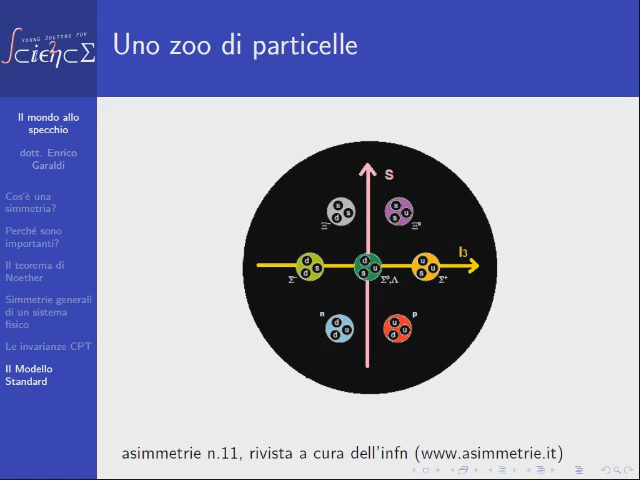 YOUNG DOCTORS FOR
Uno zoo di particelle
Il mondo allo
specchio
dott. Enrico
Garaldi
Cos'è una
simmetria?
Perché sono
importanti?
Il teorema di
Noether
Simmetrie generali
di un sistema
fisico
Le invarianze CPT
Il Modello
Standard
S
s
d
s
s
u
s
Ξ⁻
Ξ⁰
I₃
d
s
d
d
u
s
u
u
s
Σ⁻
Σ⁰,Λ
Σ⁺
n
p
d
u
d
u
d
u
asimmetrie n.11, rivista a cura dell'infn (www.asimmetrie.it)